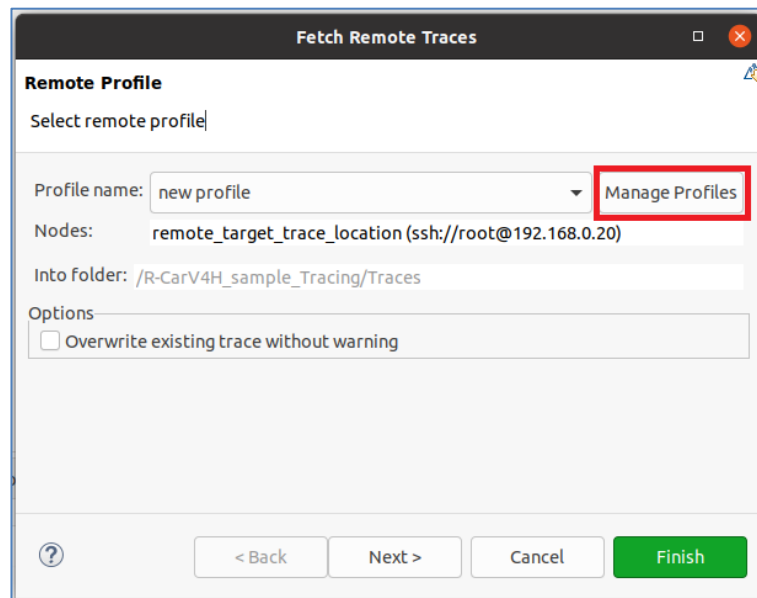 Fetch Remote Traces
Remote Profile
Select remote profile
Profile name: new profile Manage Profiles
Nodes: remote_target_trace_location (ssh://root@192.168.0.20)
Into folder: /R-CarV4H_sample_Tracing/Traces
Options
Overwrite existing trace without warning
< Back Next > Cancel Finish